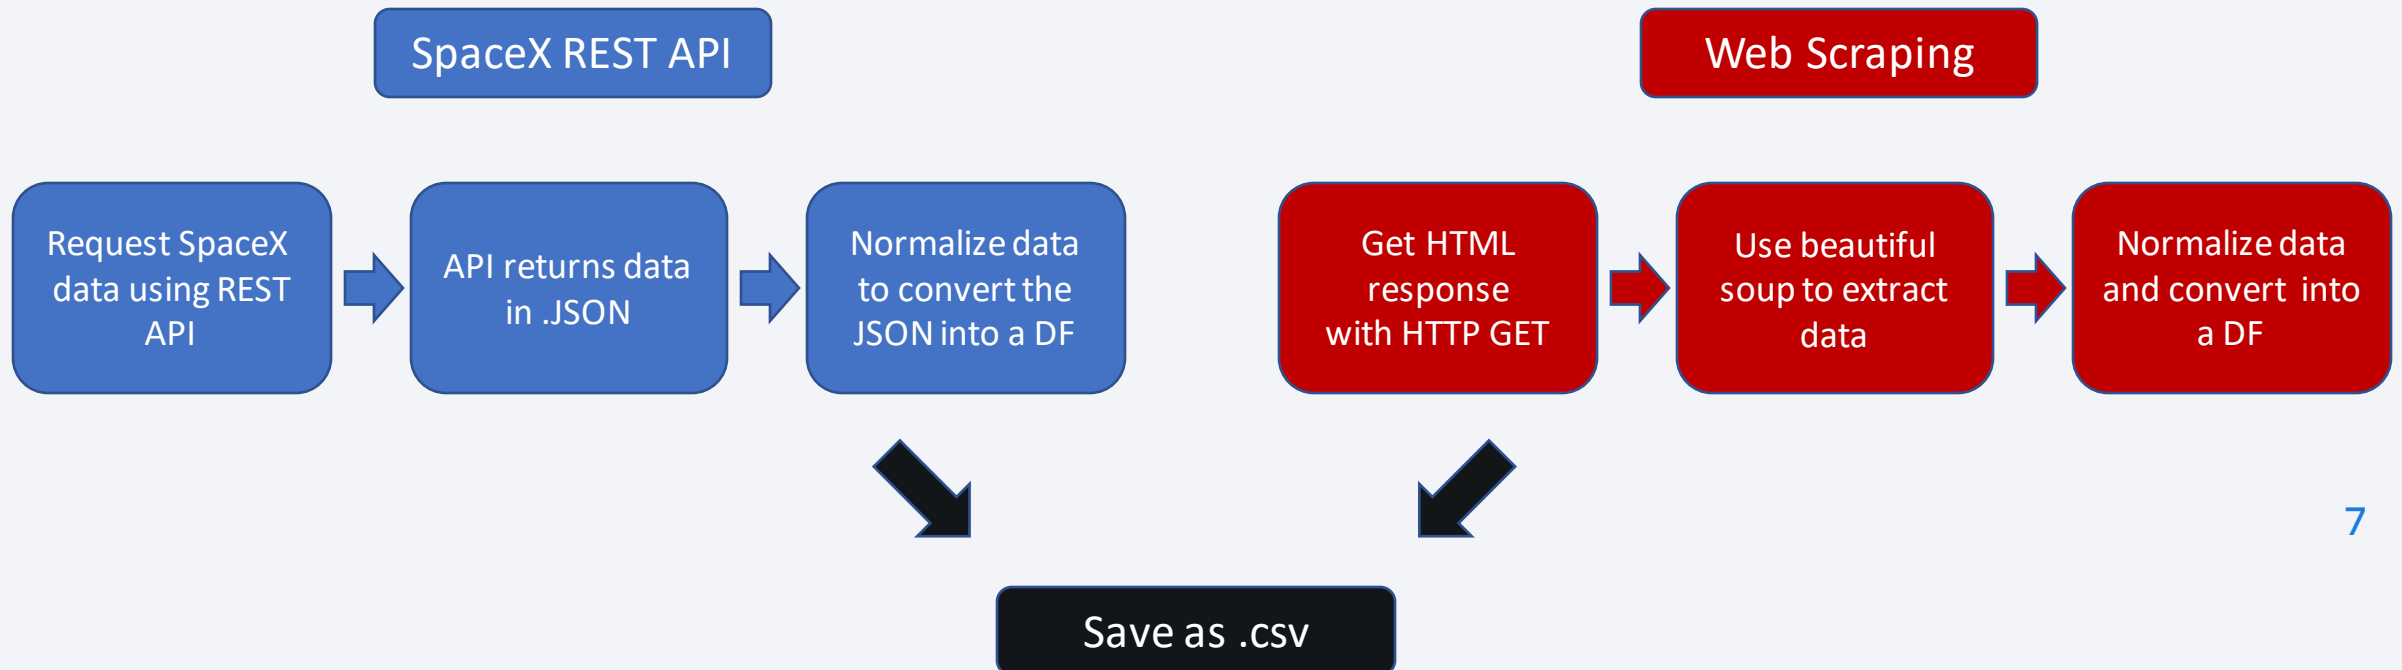 SpaceX REST API
Web Scraping
Request SpaceX
data using REST
API
API returns data
in .JSON
Normalize data
to convert the
JSON into a DF
Get HTML
response
with HTTP GET
Use beautiful
soup to extract
data
Normalize data
and convert into
a DF
7
Save as .csv